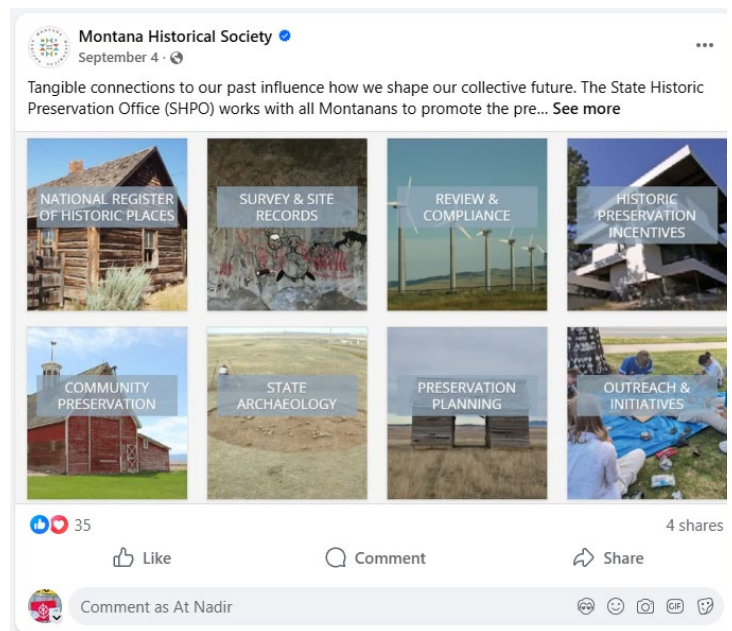 Montana Historical Society
September 4 ·
Tangible connections to our past influence how we shape our collective future. The State Historic
Preservation Office (SHPO) works with all Montanans to promote the pre... See more
NATIONAL REGISTER
OF HISTORIC PLACES
SURVEY & SITE
RECORDS
REVIEW &
COMPLIANCE
HISTORIC
PRESERVATION
INCENTIVES
COMMUNITY
PRESERVATION
STATE
ARCHAEOLOGY
PRESERVATION
PLANNING
OUTREACH &
INITIATIVES
35
4 shares
Like
Comment
Share
Comment as At Nadir
GIF